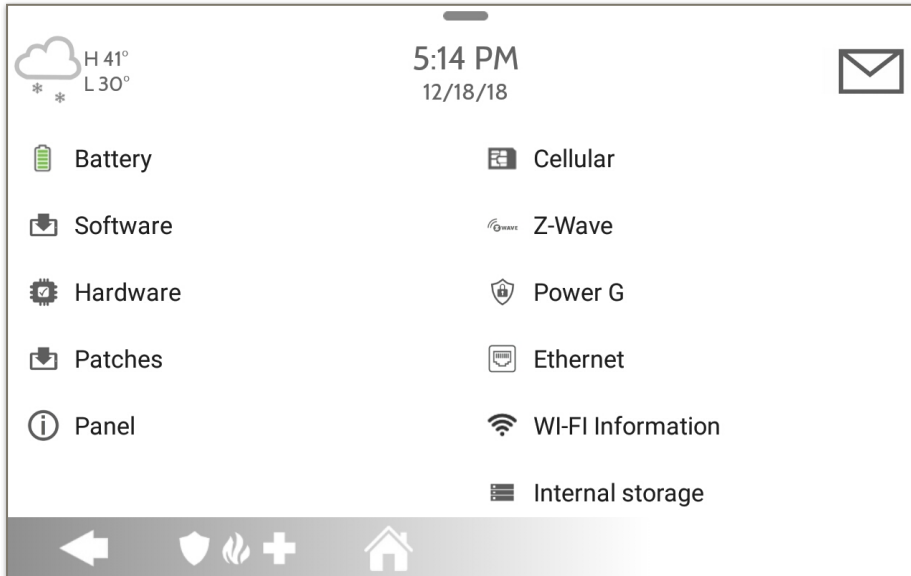 H 41°
L 30°
5:14 PM
12/18/18
Battery
Software
Hardware
Patches
Panel
Cellular
Z-WAVE Z-Wave
Power G
Ethernet
WI-FI Information
Internal storage